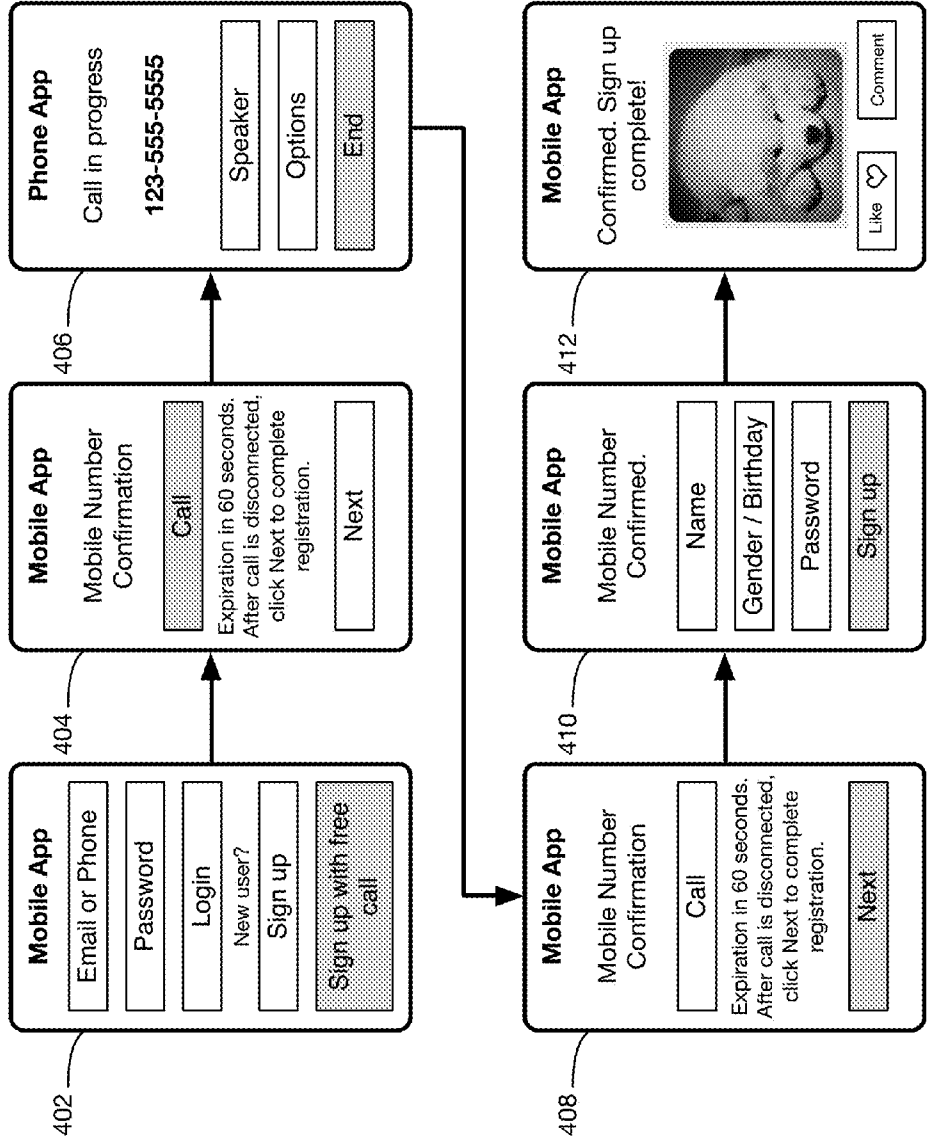 402
Mobile App
Email or Phone
Password
Login
New user?
Sign up
Sign up with free
call
404
Mobile App
Mobile Number
Confirmation
Call
Expiration in 60 seconds.
After call is disconnected,
click Next to complete
registration.
Next
406
Phone App
Call in progress
123-555-5555
Speaker
Options
End
408
Mobile App
Mobile Number
Confirmation
Call
Expiration in 60 seconds.
After call is disconnected,
click Next to complete
registration.
Next
410
Mobile App
Mobile Number
Confirmed.
Name
Gender / Birthday
Password
Sign up
412
Mobile App
Confirmed. Sign up
complete!
Like
Comment